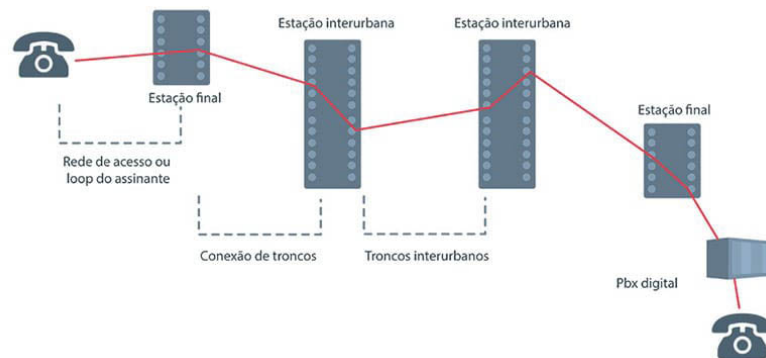 Estação interurbana
Estação interurbana
Estação final
Estação final
Rede de acesso ou
loop do assinante
Conexão de troncos
Troncos interurbanos
Pbx digital